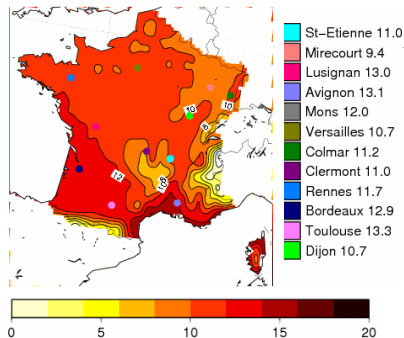 St-Etienne 11.0
Mirecourt 9.4
Lusignan 13.0
Avignan 13.1
Mons 12.0
Versailles 10.7
Colmar 11.2
Clermont 11.0
Rennes 11.7
Bordeaux 12.9
Toulouse 13.3
Dijon 10.7
10
10
8
12
8
10
0 5 10 15 20